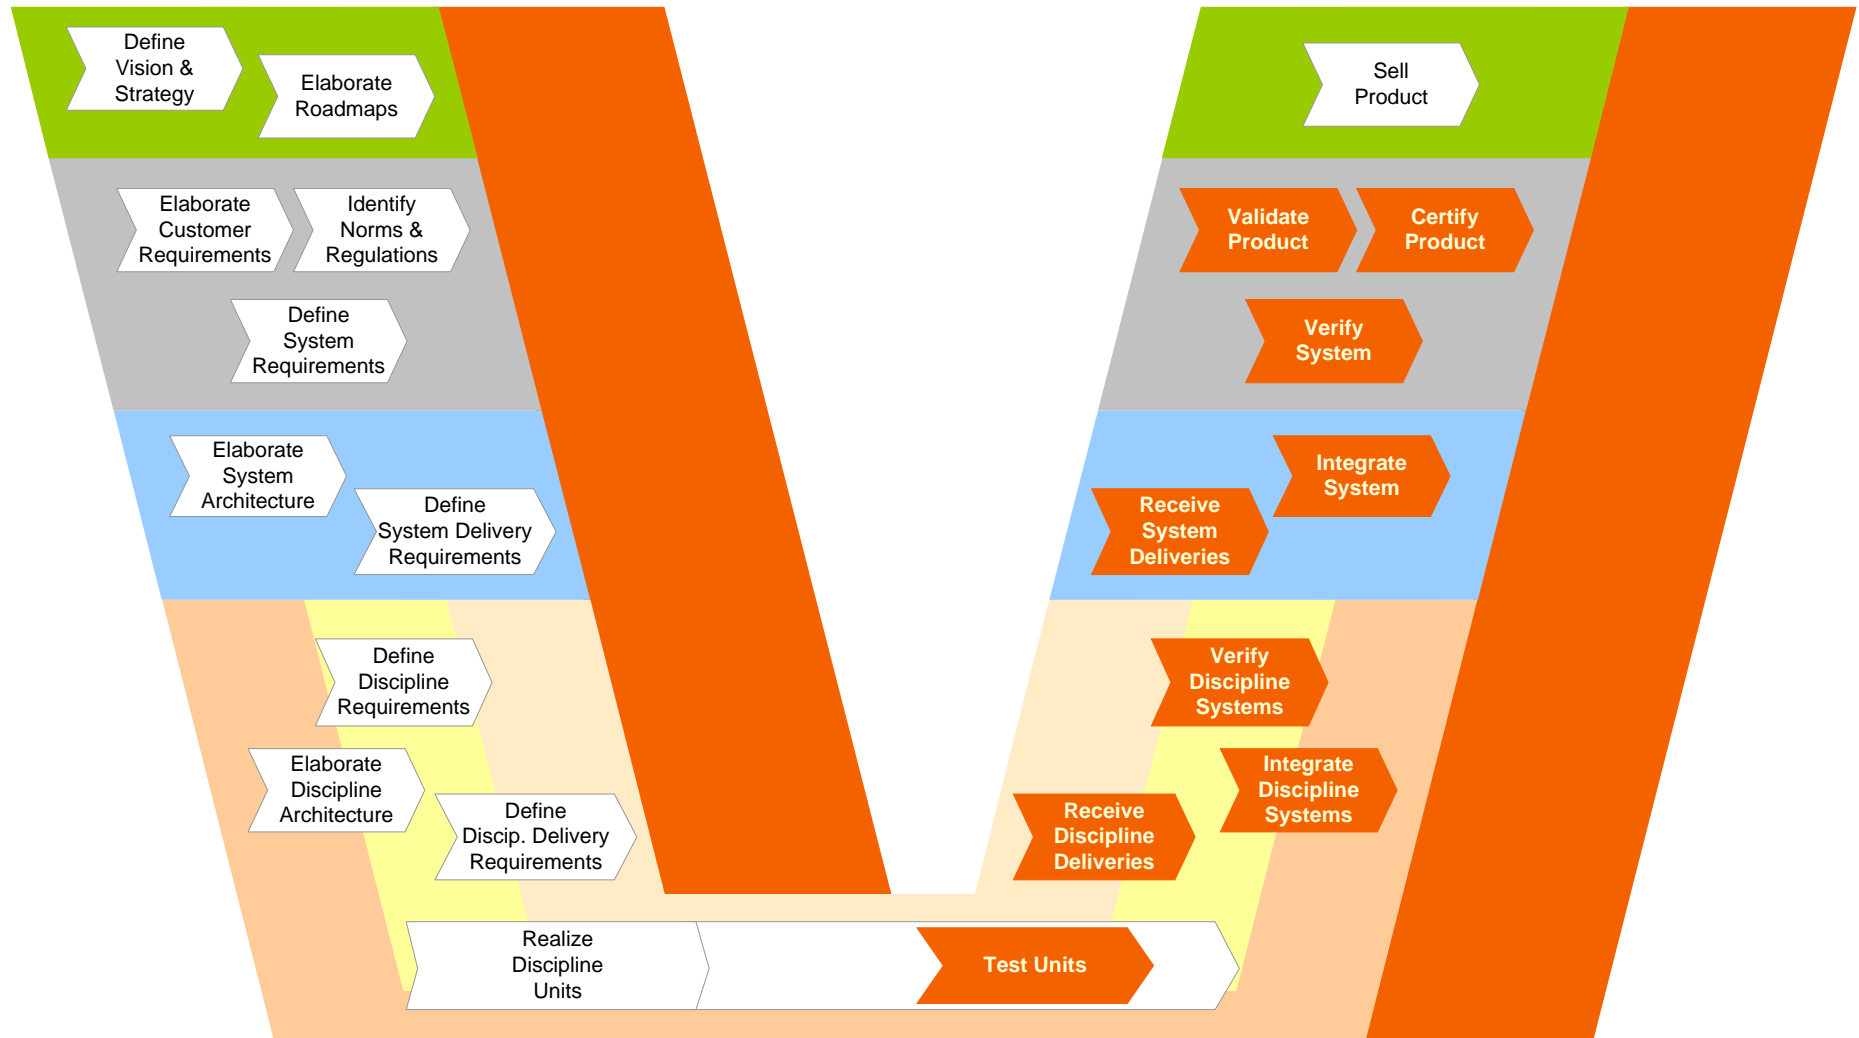 Define
Vision &
Strategy
Elaborate
Roadmaps
Sell
Product
Elaborate
Customer
Requirements
Identify
Norms &
Regulations
Validate
Product
Certify
Product
Define
System
Requirements
Verify
System
Elaborate
System
Architecture
Define
System Delivery
Requirements
Receive
System
Deliveries
Integrate
System
Define
Discipline
Requirements
Verify
Discipline
Systems
Elaborate
Discipline
Architecture
Define
Discip. Delivery
Requirements
Receive
Discipline
Deliveries
Integrate
Discipline
Systems
Realize
Discipline
Units
Test Units